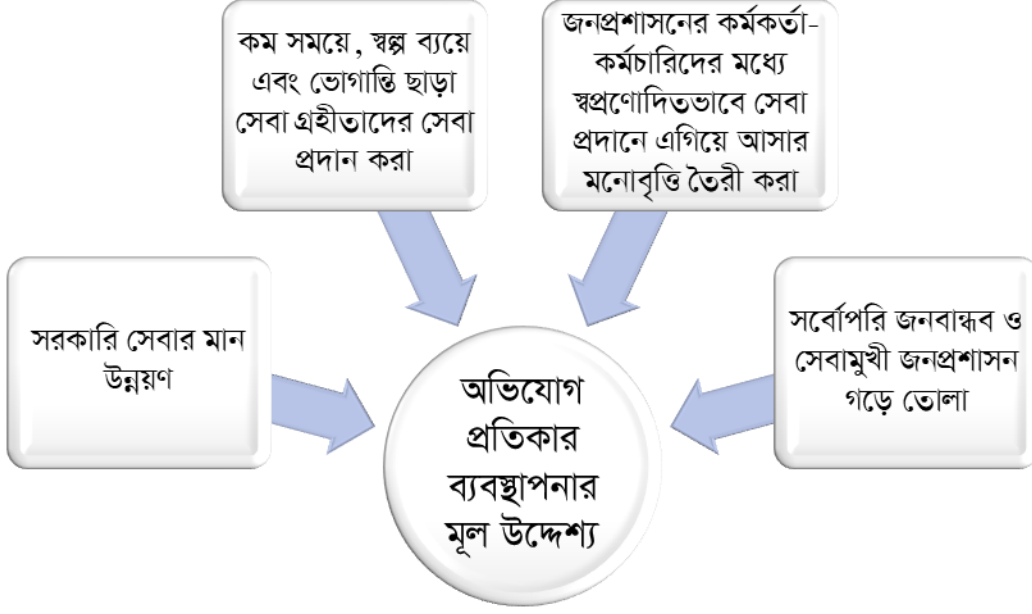 কম সময়ে, স্বল্প ব্যয়ে
এবং ভোগান্তি ছাড়া
সেবা গ্রহীতাদের সেবা
প্রদান করা
জনপ্রশাসনের কর্মকর্তা-
কর্মচারিদের মধ্যে
স্বপ্রণোদিতভাবে সেবা
প্রদানে এগিয়ে আসার
মনোবৃত্তি তৈরী করা
সরকারি সেবার মান
উন্নয়ণ
সর্বোপরি জনবান্ধব ও
সেবামুখী জনপ্রশাসন
গড়ে তোলা
অভিযোগ
প্রতিকার
ব্যবস্থাপনার
মূল উদ্দেশ্য